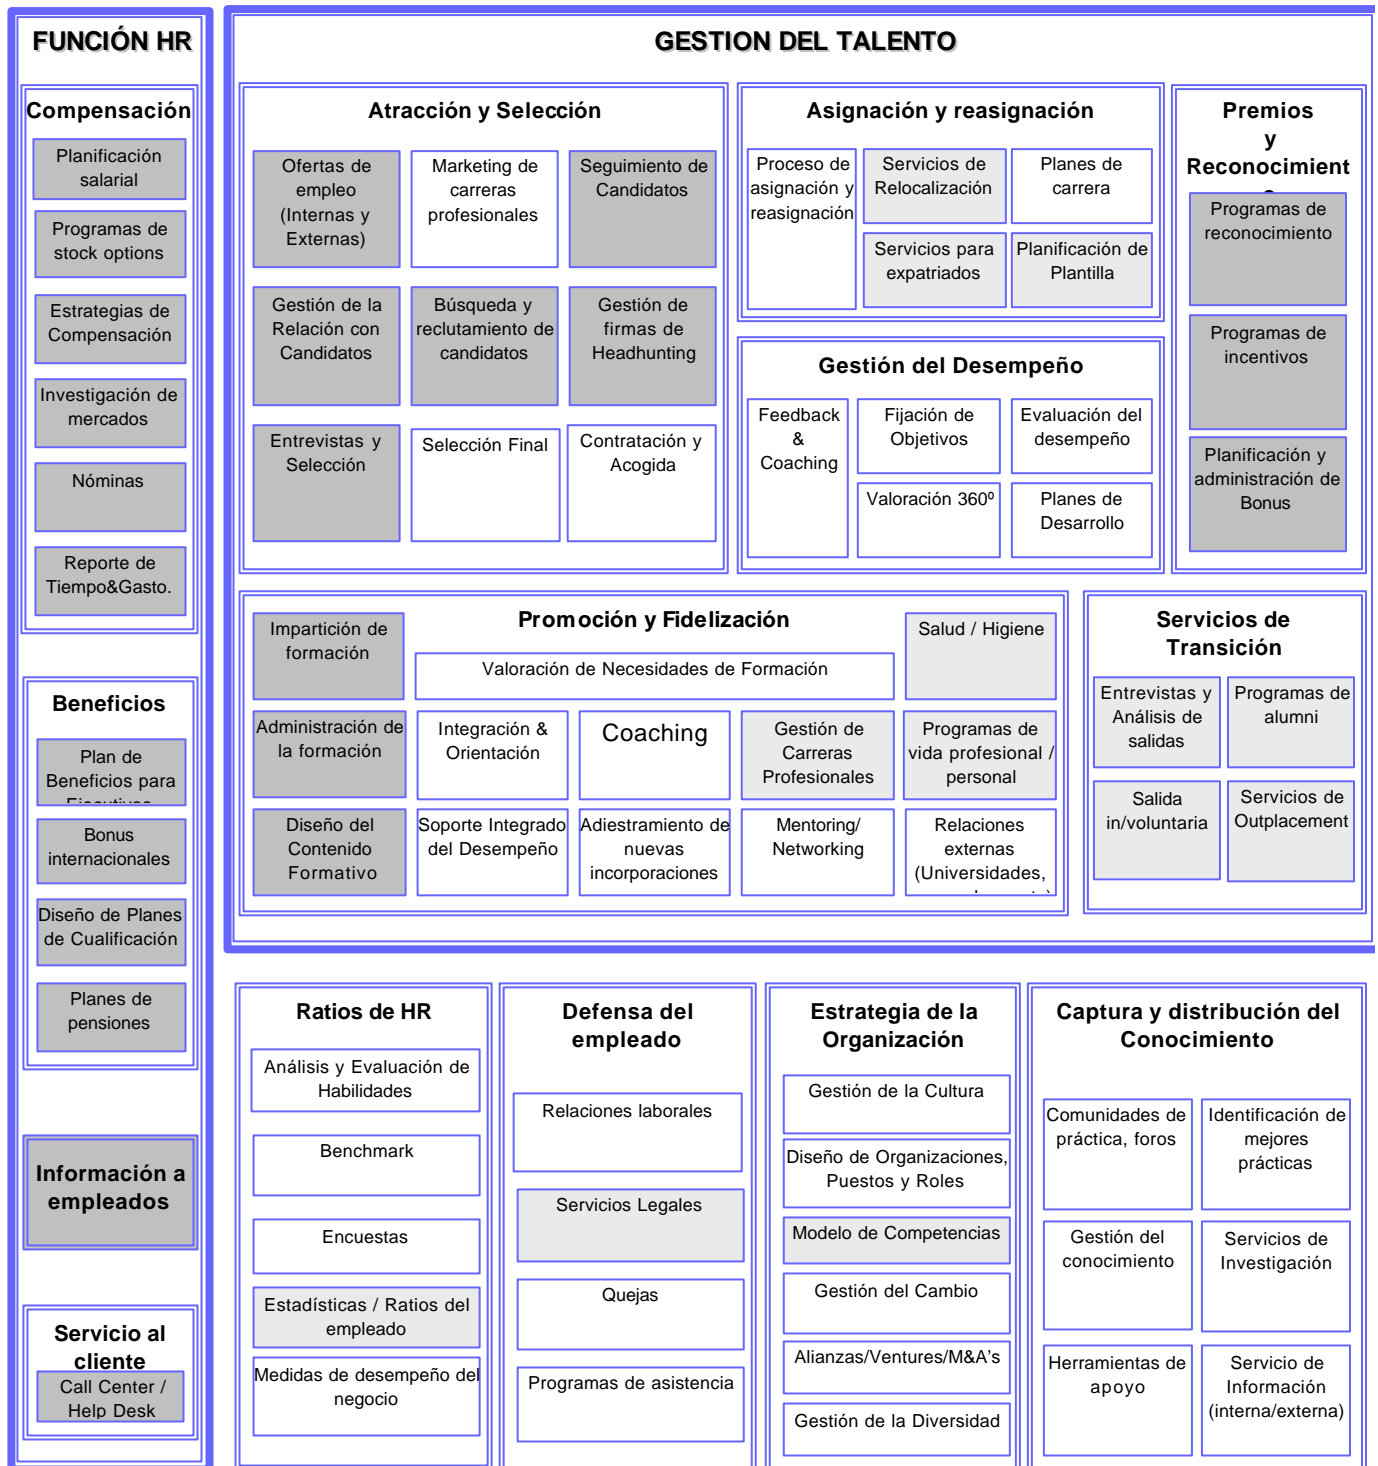 FUNCIÓN HR
Compensación
Planificación
salarial
Programas de
stock options
Estrategias de
Compensación
Investigación de
mercados
Nóminas
Reporte de
Tiempo&Gasto.
Beneficios
Plan de
Beneficios para
Ejecutivos
Bonus
internacionales
Diseño de Planes
de Cualificación
Planes de
pensiones
Información a
empleados
Servicio al
cliente
Call Center /
Help Desk
GESTION DEL TALENTO
Atracción y Selección
Ofertas de
empleo
(Internas y
Externas)
Marketing de
carreras
profesionales
Seguimiento de
Candidatos
Gestión de la
Relación con
Candidatos
Búsqueda y
reclutamiento de
candidatos
Gestión de
firmas de
Headhunting
Entrevistas y
Selección
Selección Final
Contratación y
Acogida
Asignación y reasignación
Proceso de
asignación y
reasignación
Servicios de
Relocalización
Planes de
carrera
Servicios para
expatriados
Planificación de
Plantilla
Gestión del Desempeño
Feedback
&
Coaching
Fijación de
Objetivos
Evaluación del
desempeño
Valoración 360º
Planes de
Desarrollo
Premios
y
Reconocimient
Programas de
reconocimiento
Programas de
incentivos
Planificación y
administración de
Bonus
Promoción y Fidelización
Impartición de
formación
Valoración de Necesidades de Formación
Salud / Higiene
Administración de
la formación
Integración &
Orientación
Coaching
Gestión de
Carreras
Profesionales
Programas de
vida profesional /
personal
Diseño del
Contenido
Formativo
Soporte Integrado
del Desempeño
Adiestramiento de
nuevas
incorporaciones
Mentoring/
Networking
Relaciones
externas
(Universidades,
Servicios de
Transición
Entrevistas y
Análisis de
salidas
Programas de
alumni
Salida
in/voluntaria
Servicios de
Outplacement
Ratios de HR
Análisis y Evaluación de
Habilidades
Benchmark
Encuestas
Estadísticas / Ratios del
empleado
Medidas de desempeño del
negocio
Defensa del
empleado
Relaciones laborales
Servicios Legales
Quejas
Programas de asistencia
Estrategia de la
Organización
Gestión de la Cultura
Diseño de Organizaciones,
Puestos y Roles
Modelo de Competencias
Gestión del Cambio
Alianzas/Ventures/M&A's
Gestión de la Diversidad
Captura y distribución del
Conocimiento
Comunidades de
práctica, foros
Identificación de
mejores
prácticas
Gestión del
conocimiento
Servicios de
Investigación
Herramientas de
apoyo
Servicio de
Información
(interna/externa)